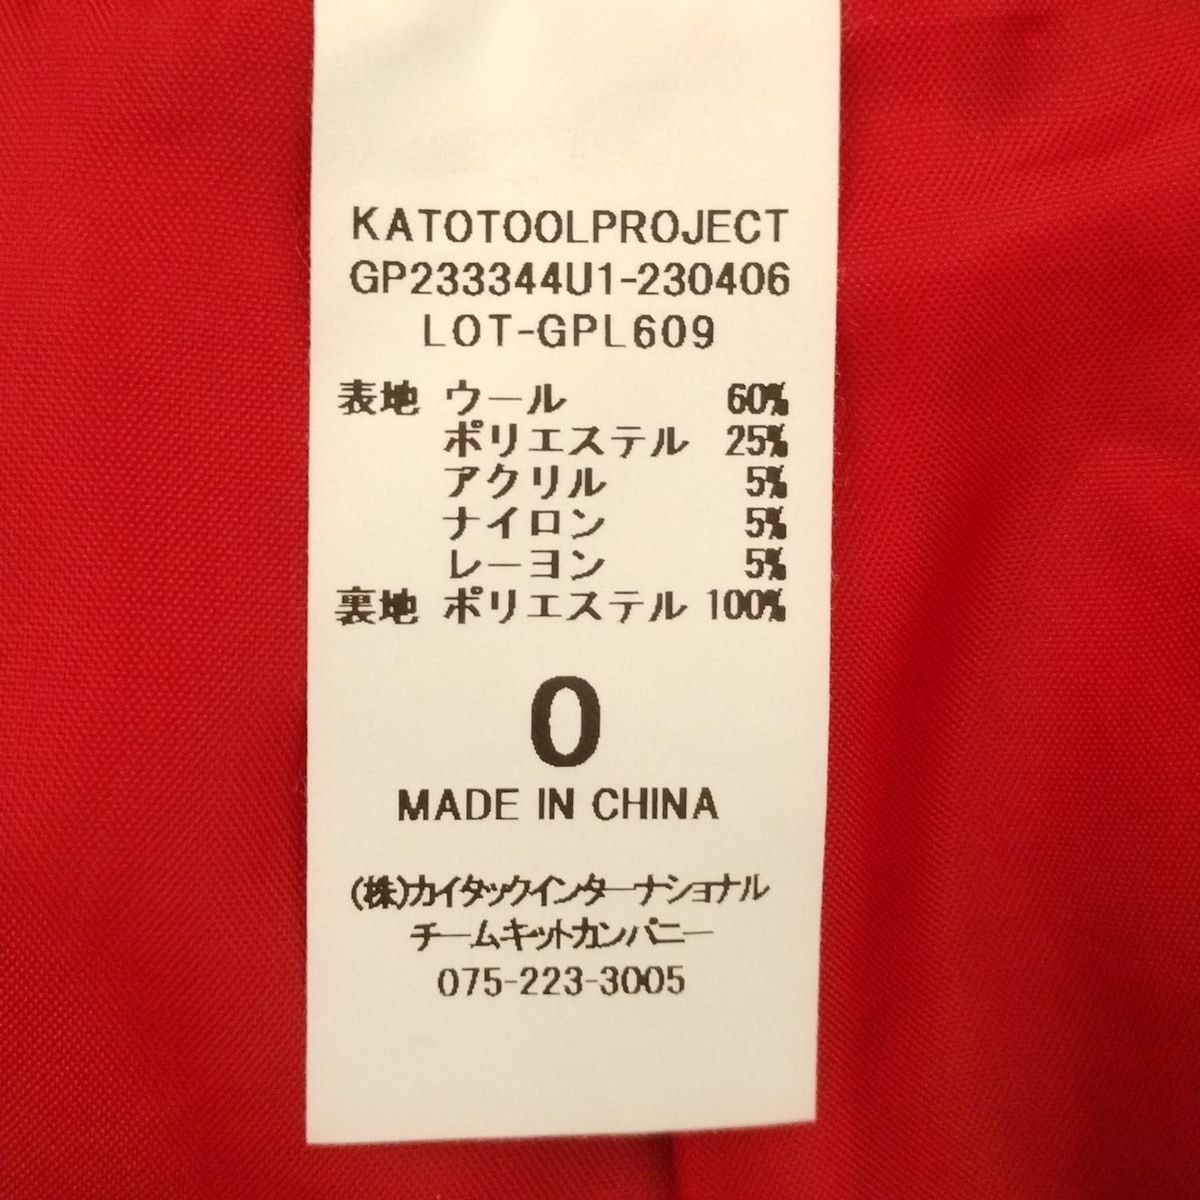 KATOTOOLPROJECT
GP233344U1-230406
LOT-GPL609
表地 ウール 60%
ポリエステル 25%
アクリル 5%
ナイロン 5%
レーヨン 5%
裏地 ポリエステル 100%
0
MADE IN CHINA
(株)カイタックインターナショナル
チームキットカンパニー
075-223-3005